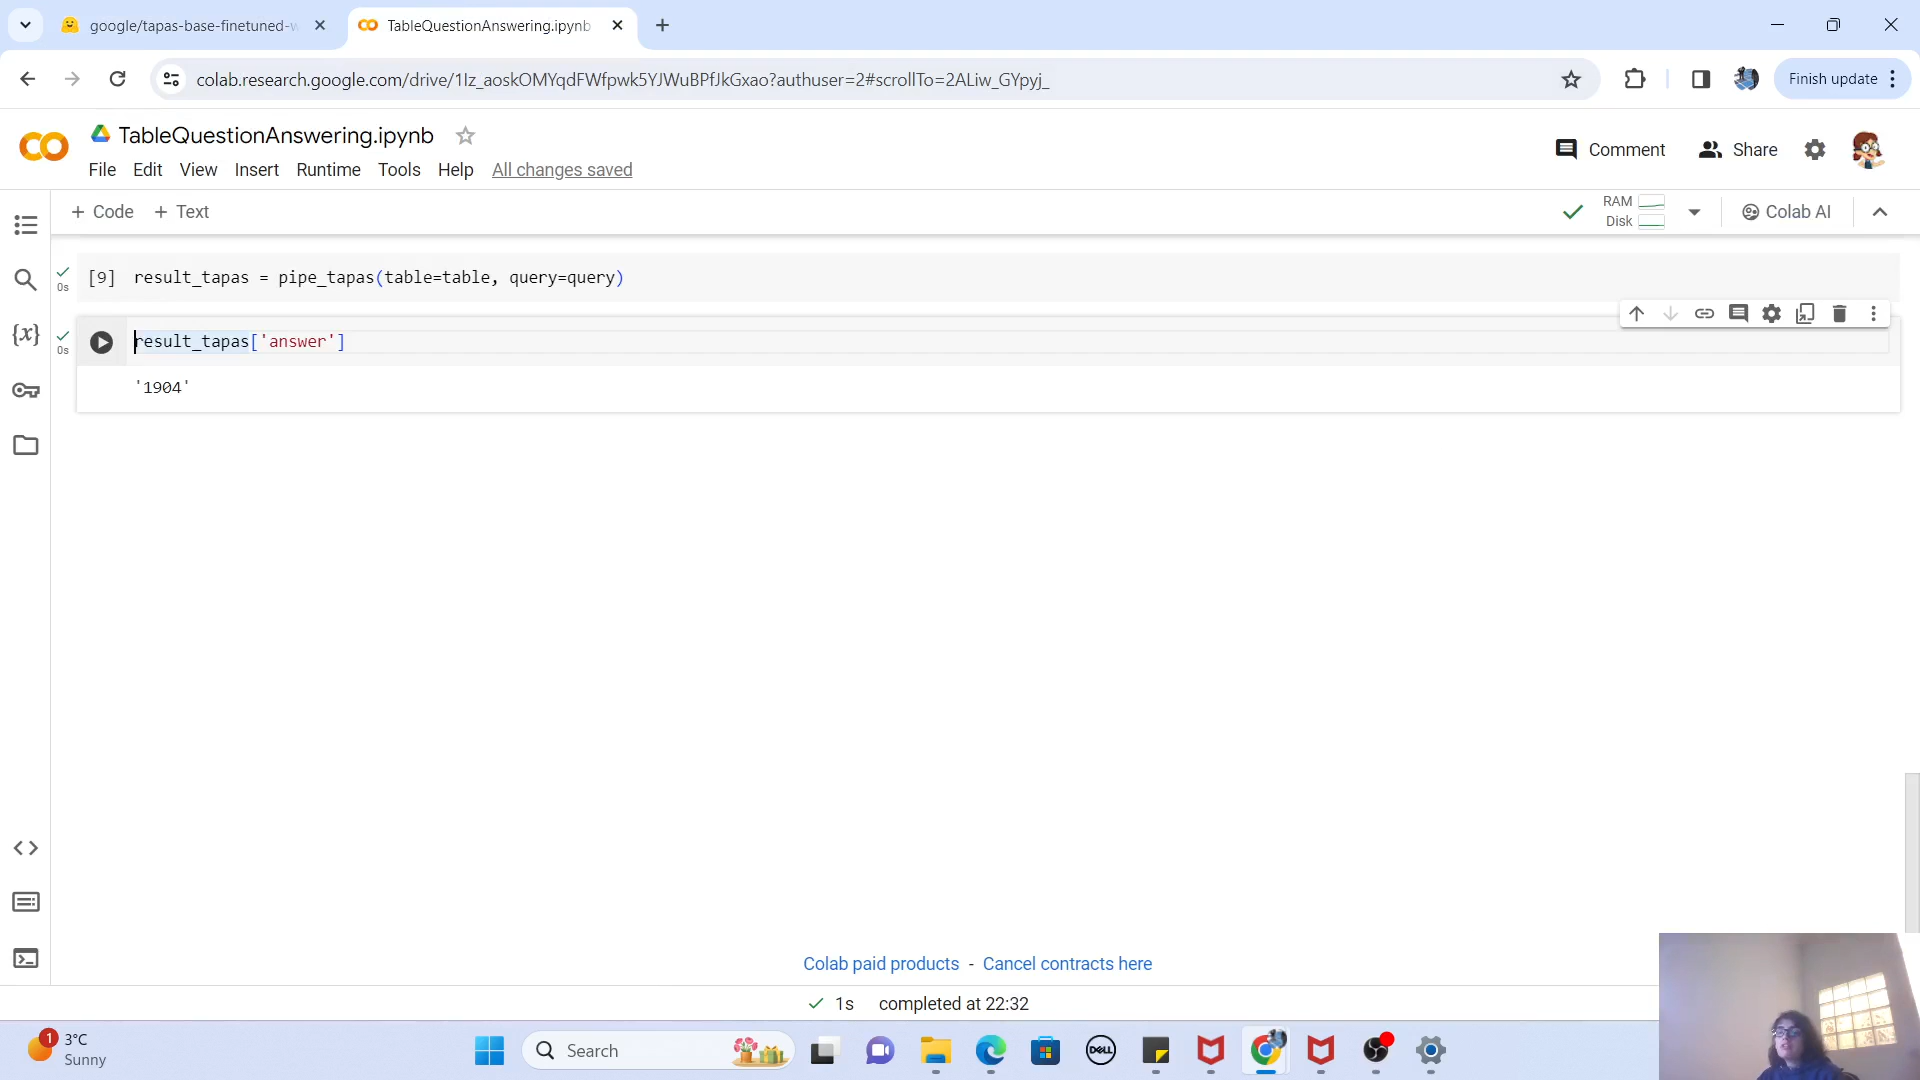 google/tapas-base-finetuned-w
TableQuestionAnswering.ipynb
colab.research.google.com/drive/1Iz_aoskOMYqdFWfpwk5YJWuBPfJkGxao?authuser=2#scrollTo=2ALiw_GYpyj_
Finish update
TableQuestionAnswering.ipynb
File Edit View Insert Runtime Tools Help All changes saved
Comment
Share
+ Code + Text
RAM
Disk
Colab AI
0s
[9] result_tapas = pipe_tapas(table=table, query=query)
0s
result_tapas['answer']
'1904'
{x}
Colab paid products - Cancel contracts here
1s completed at 22:32
1
3°C
Sunny
Search
DELL